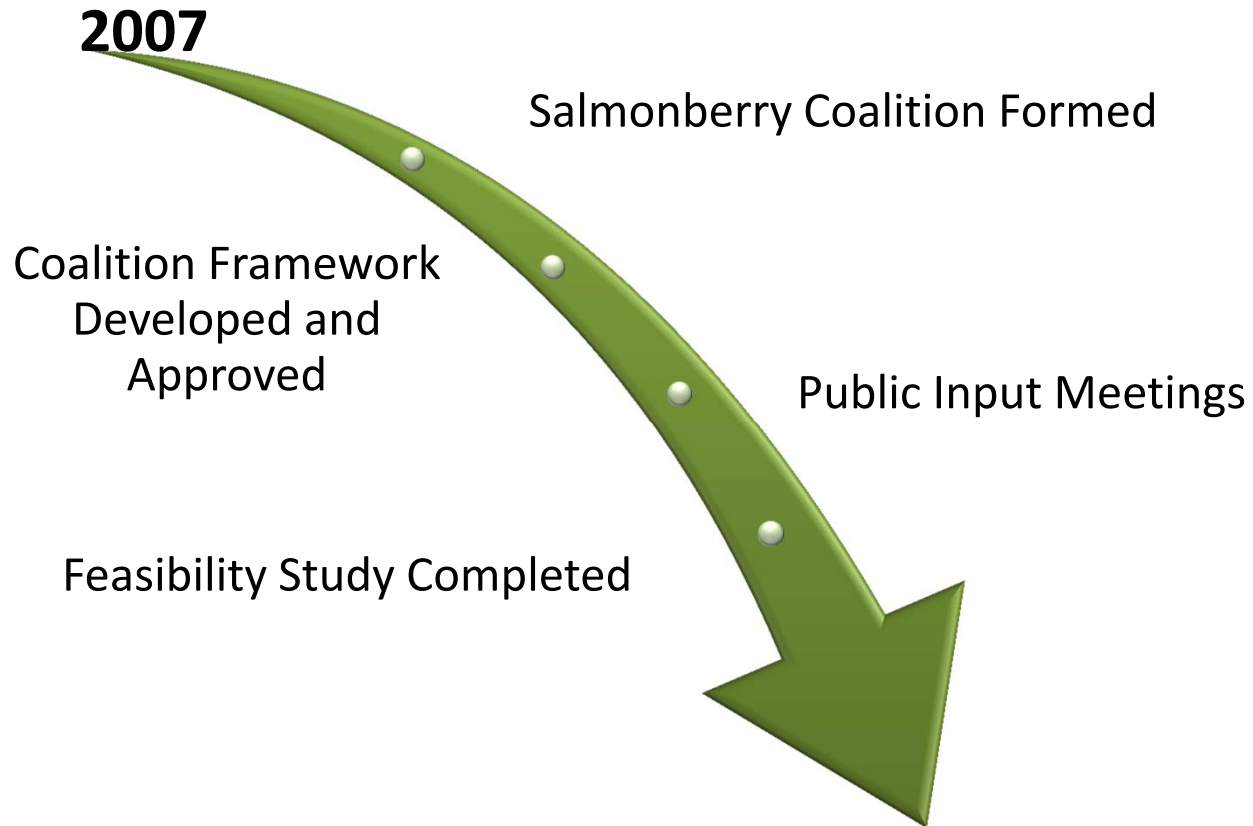 2007
Salmonberry Coalition Formed
Coalition Framework
Developed and
Approved
Public Input Meetings
Feasibility Study Completed